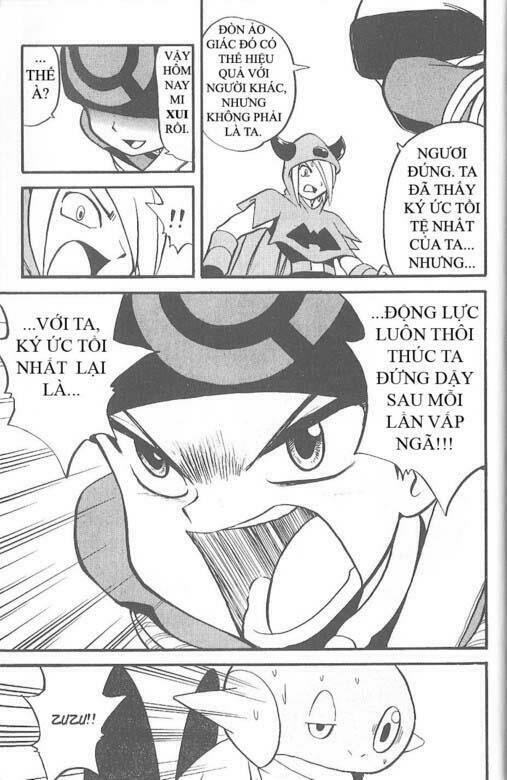 NGƯƠI
ĐÚNG. TA
ĐÃ THẤY
KÝ ỨC TỒI
TỆ NHẤT
CỦA TA...
NHƯNG...
ĐÒN ẢO
GIÁC ĐÓ CÓ
THỂ HIỆU
QUẢ VỚI
NGƯỜI KHÁC,
NHƯNG
KHÔNG PHẢI
LÀ TA.
VẬY
HÔM
NAY
MI
XUI
RỒI.
...
THẾ
À?
!!
...ĐỘNG LỰC
LUÔN THÔI
THÚC TA
ĐỨNG DẬY
SAU MỖI
LẦN VẤP
NGÃ!!!
...VỚI TA,
KÝ ỨC TỒI
NHẤT LẠI
LÀ...
ZUZU!!